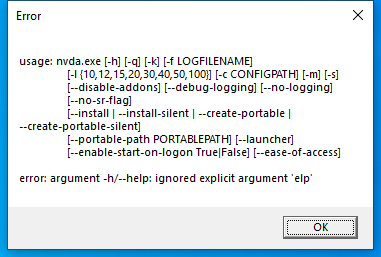 Error
usage: nvda.exe [-h] [-q] [-k] [-f LOGFILENAME]
[-l {10,12,15,20,30,40,50,100}] [-c CONFIGPATH] [-m] [-s]
[--disable-addons] [--debug-logging] [--no-logging]
[--no-sr-flag]
[--install | --install-silent | --create-portable |
--create-portable-silent]
[--portable-path PORTABLEPATH] [--launcher]
[--enable-start-on-logon True|False] [--ease-of-access]
error: argument -h/--help: ignored explicit argument 'elp'
OK